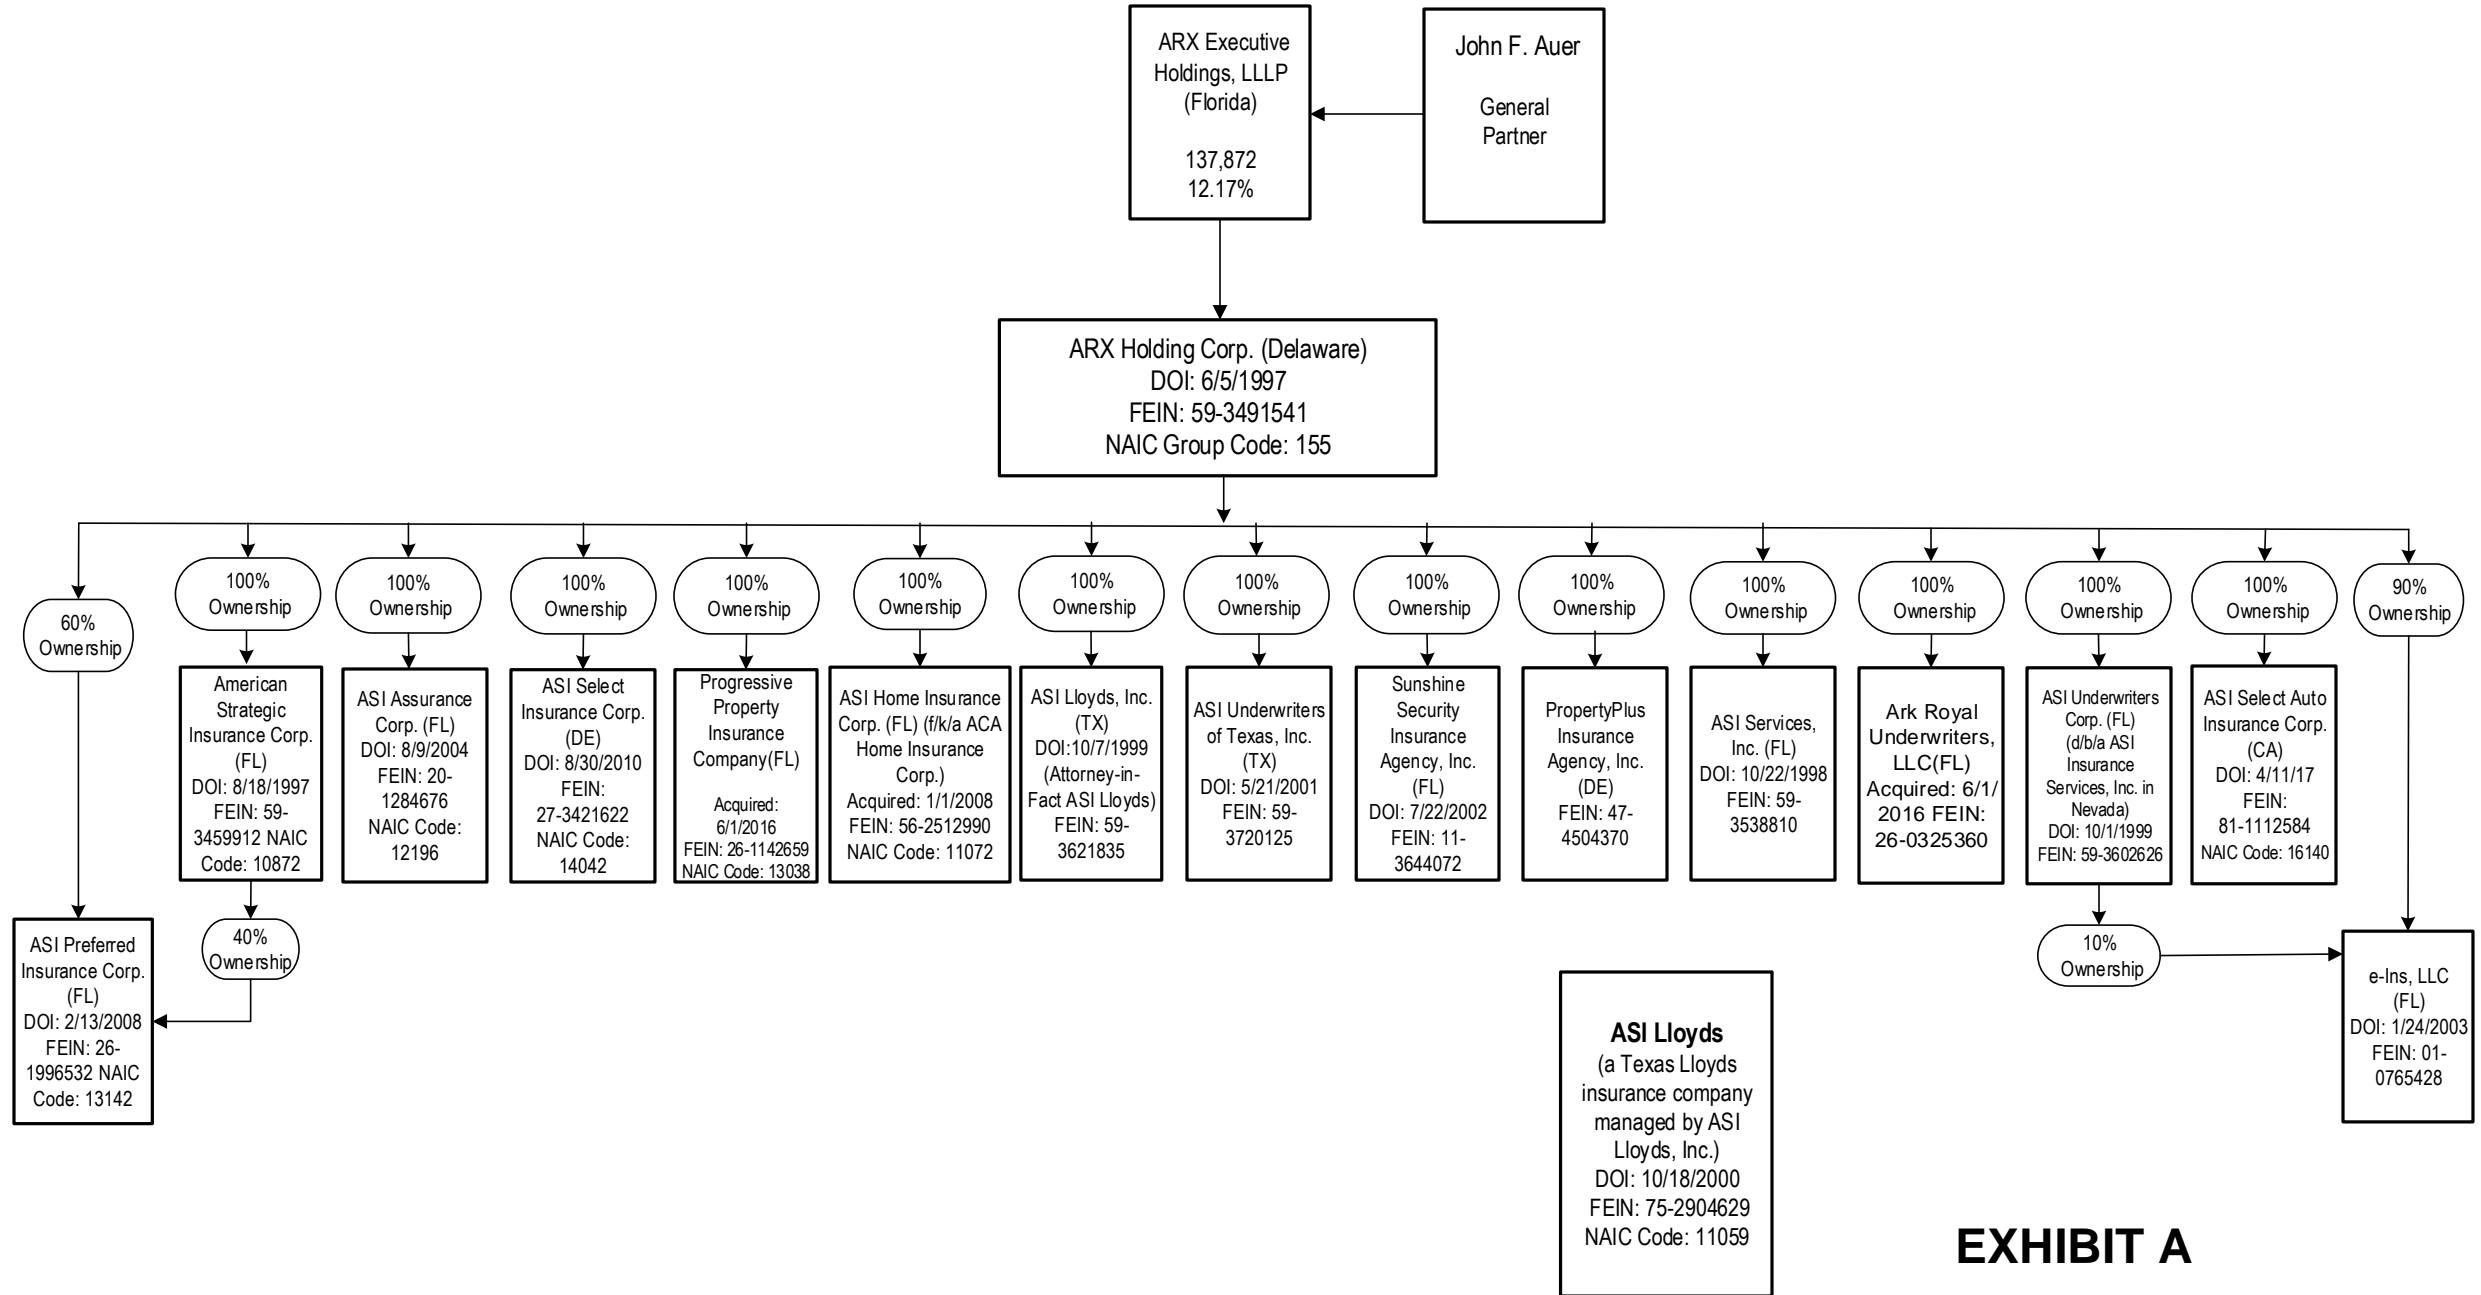 ARX Executive
Holdings, LLLP
(Florida)
137,872
12.17%
John F. Auer
General
Partner
ARX Holding Corp. (Delaware)
DOI: 6/5/1997
FEIN: 59-3491541
NAIC Group Code: 155
60%
Ownership
100%
Ownership
100%
Ownership
100%
Ownership
100%
Ownership
100%
Ownership
100%
Ownership
100%
Ownership
100%
Ownership
100%
Ownership
100%
Ownership
100%
Ownership
100%
Ownership
100%
Ownership
90%
Ownership
American
Strategic
Insurance Corp.
(FL)
DOI: 8/18/1997
FEIN: 59-
3459912 NAIC
Code: 10872
ASI Assurance
Corp. (FL)
DOI: 8/9/2004
FEIN: 20-
1284676
NAIC Code:
12196
ASI Select
Insurance Corp.
(DE)
DOI: 8/30/2010
FEIN:
27-3421622
NAIC Code:
14042
Progressive
Property
Insurance
Company(FL)
Acquired:
6/1/2016
FEIN: 26-1142659
NAIC Code: 13038
ASI Home Insurance
Corp. (FL) (f/k/a ACA
Home Insurance
Corp.)
Acquired: 1/1/2008
FEIN: 56-2512990
NAIC Code: 11072
ASI Lloyds, Inc.
(TX)
DOI:10/7/1999
(Attorney-in-
Fact ASI Lloyds)
FEIN: 59-
3621835
ASI Underwriters
of Texas, Inc.
(TX)
DOI: 5/21/2001
FEIN: 59-
3720125
Sunshine
Security
Insurance
Agency, Inc.
(FL)
DOI: 7/22/2002
FEIN: 11-
3644072
PropertyPlus
Insurance
Agency, Inc.
(DE)
FEIN: 47-
4504370
ASI Services,
Inc. (FL)
DOI: 10/22/1998
FEIN: 59-
3538810
Ark Royal
Underwriters,
LLC(FL)
Acquired: 6/1/
2016 FEIN:
26-0325360
ASI Underwriters
Corp. (FL)
(d/b/a ASI
Insurance
Services, Inc. in
Nevada)
DOI: 10/1/1999
FEIN: 59-3602626
ASI Select Auto
Insurance Corp.
(CA)
DOI: 4/11/17
FEIN:
81-1112584
NAIC Code: 16140
40%
Ownership
10%
Ownership
ASI Preferred
Insurance Corp.
(FL)
DOI: 2/13/2008
FEIN: 26-
1996532 NAIC
Code: 13142
e-Ins, LLC
(FL)
DOI: 1/24/2003
FEIN: 01-
0765428
ASI Lloyds
(a Texas Lloyds
insurance company
managed by ASI
Lloyds, Inc.)
DOI: 10/18/2000
FEIN: 75-2904629
NAIC Code: 11059
EXHIBIT A